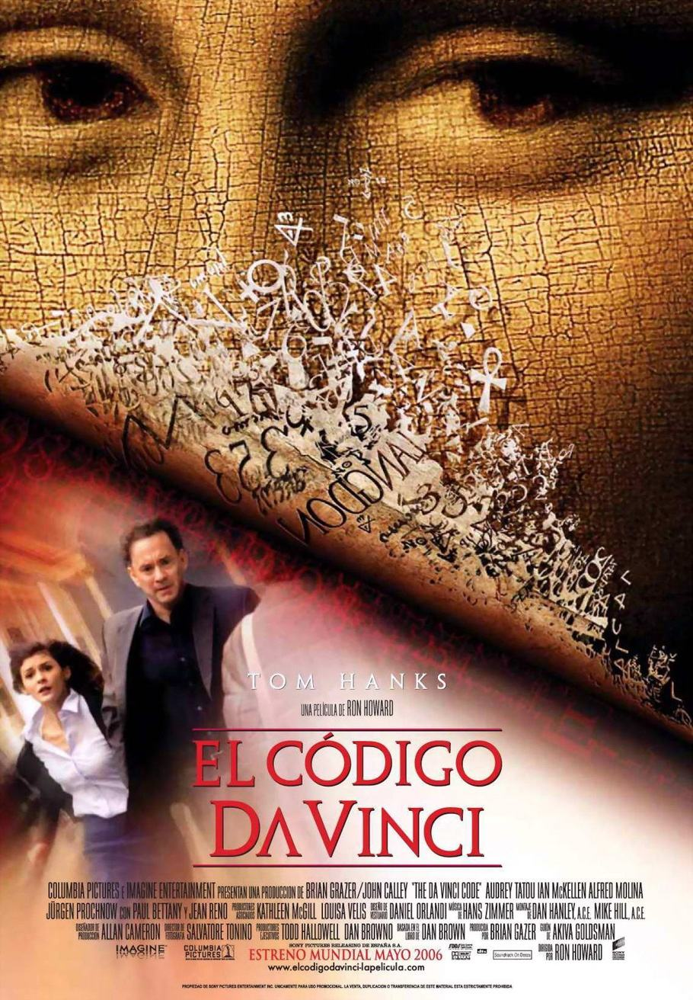 TOM HANKS
UNA PELÍCULA DE RON HOWARD
EL CÓDIGO
DA VINCI
COLUMBIA PICTURES E IMAGINE ENTERTAINMENT PRESENTAN UNA PRODUCCION DE BRIAN GRAZER/JOHN CALLEY "THE DA VINCI CODE" AUDREY TATOU IAN McKELLEN ALFRED MOLINA
JÜRGEN PROCHNOW CON PAUL BETTANY Y JEAN RENO PRODUCTORES ASOCIADOS KATHLEEN McGILL LOUISA VELIS DISEÑO DE VESTUARIO DANIEL ORLANDI MÚSICA DE HANS ZIMMER MONTAJE DE DAN HANLEY, A.C.E. MIKE HILL, A.C.E.
DISEÑADOR DE PRODUCCIÓN ALLAN CAMERON DIRECTOR DE FOTOGRAFÍA SALVATORE TONINO PRODUCTORES EJECUTIVOS TODD HALLOWELL DAN BROWNO BASADA EN EL LIBRO DE DAN BROWN PRODUCIDA POR BRIAN GAZER GUIÓN DE AKIVA GOLDSMAN
IMAGINE COLUMBIA PICTURES SONY PICTURES RELEASING DE ESPAÑA S.A. dts Soundtrack On Decca DIRIGIDA POR RON HOWARD
ESTRENO MUNDIAL MAYO 2006
www.elcodigodavinci-lapelicula.com
PROPIEDAD DE SONY PICTURES ENTERTAINMENT INC. UNICAMENTE PARA USO PROMOCIONAL. LA VENTA, DUPLICACION O TRANSFERENCIA DE ESTE MATERIAL ESTA ESTRICTAMENTE PROHIBIDA